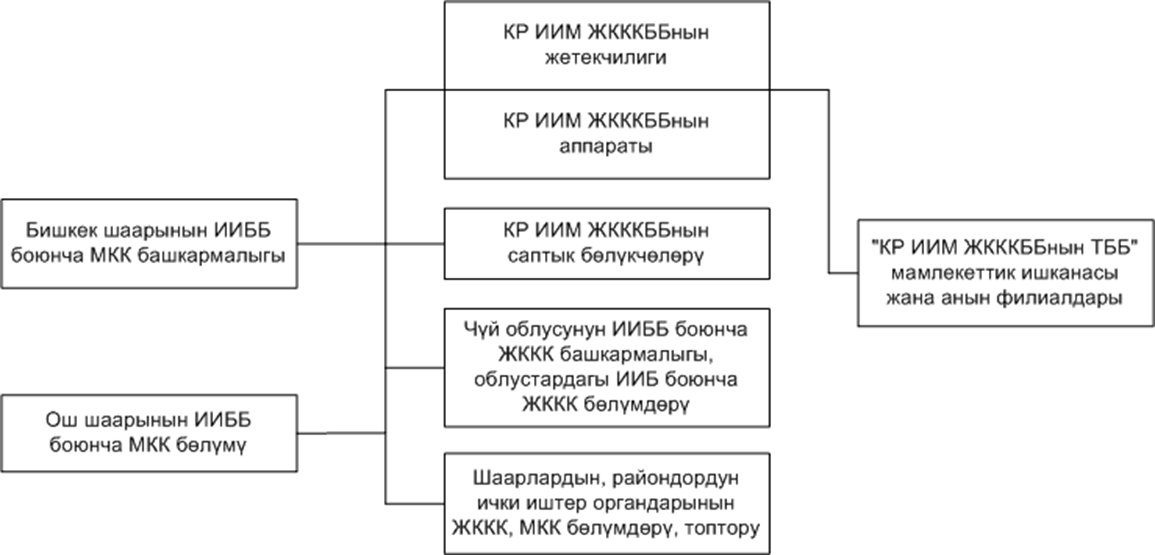 КР ИИМ ЖКККББнын
жетекчилиги
КР ИИМ ЖКККББнын
аппараты
Бишкек шаарынын ИИББ
боюнча МКК башкармалыгы
КР ИИМ ЖКККББнын
саптык бөлүкчөлөрү
"КР ИИМ ЖКККББнын ТББ"
мамлекеттик ишканасы
жана анын филиалдары
Чүй облусунун ИИББ боюнча
ЖККК башкармалыгы,
облустардагы ИИБ боюнча
ЖККК бөлүмдөрү
Ош шаарынын ИИББ
боюнча МКК бөлүмү
Шаарлардын, райондордун
ички иштер органдарынын
ЖККК, МКК бөлүмдөрү, топтору